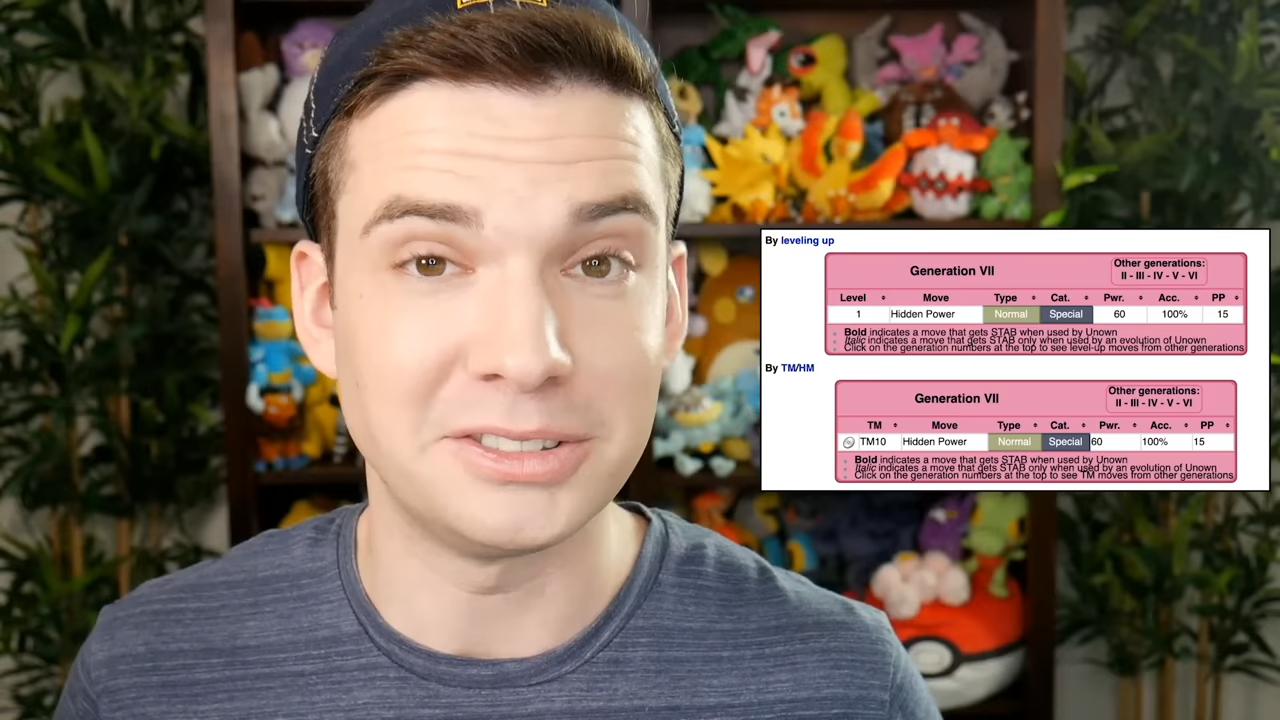 By leveling up
Generation VII
Other generations:
II - III - IV - V - VI
Level Move Type Cat. Pwr. Acc. PP
1 Hidden Power Normal Special 60 100% 15
Bold indicates a move that gets STAB when used by Unown
Italic indicates a move that gets STAB only when used by an evolution of Unown
Click on the generation numbers at the top to see level-up moves from other generations
By TM/HM
Generation VII
Other generations:
II - III - IV - V - VI
TM Move Type Cat. Pwr. Acc. PP
TM10 Hidden Power Normal Special 60 100% 15
Bold indicates a move that gets STAB when used by Unown
Italic indicates a move that gets STAB only when used by an evolution of Unown
Click on the generation numbers at the top to see TM moves from other generations